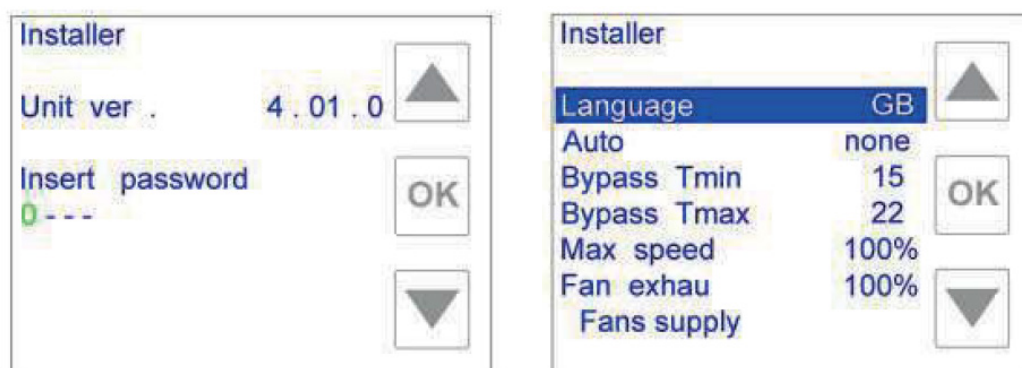 Installer
Unit ver . 4 . 01 . 0
Insert password
0 - - -
OK
Installer
Language GB
Auto none
Bypass Tmin 15
Bypass Tmax 22
Max speed 100%
Fan exhau 100%
Fans supply
OK